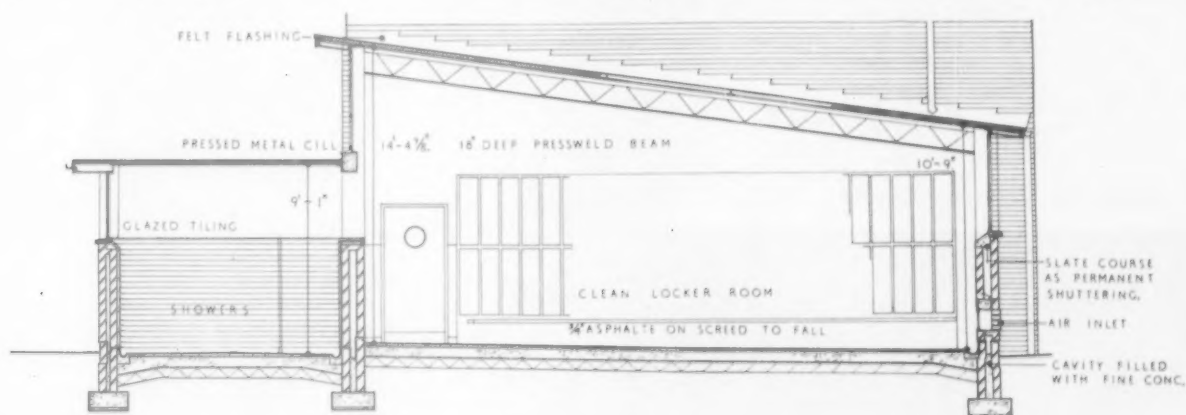 FELT FLASHING
PRESSED METAL CILL
14'-4⅞"
18" DEEP PRESSWELD BEAM
10'-9"
9'-1"
GLAZED TILING
SHOWERS
CLEAN LOCKER ROOM
¾" ASPHALTE ON SCREED TO FALL
SLATE COURSE
AS PERMANENT
SHUTTERING.
AIR INLET
CAVITY FILLED
WITH FINE CONC.